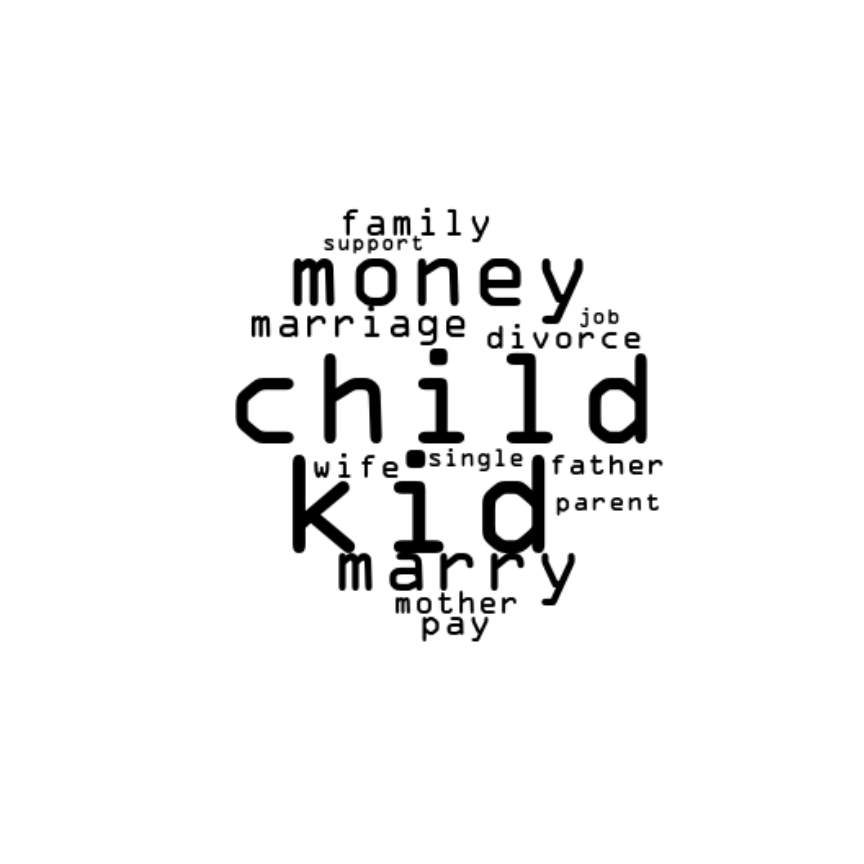 family
support
money
marriage
job
divorce
child
wife
single
father
kid
parent
marry
mother
pay